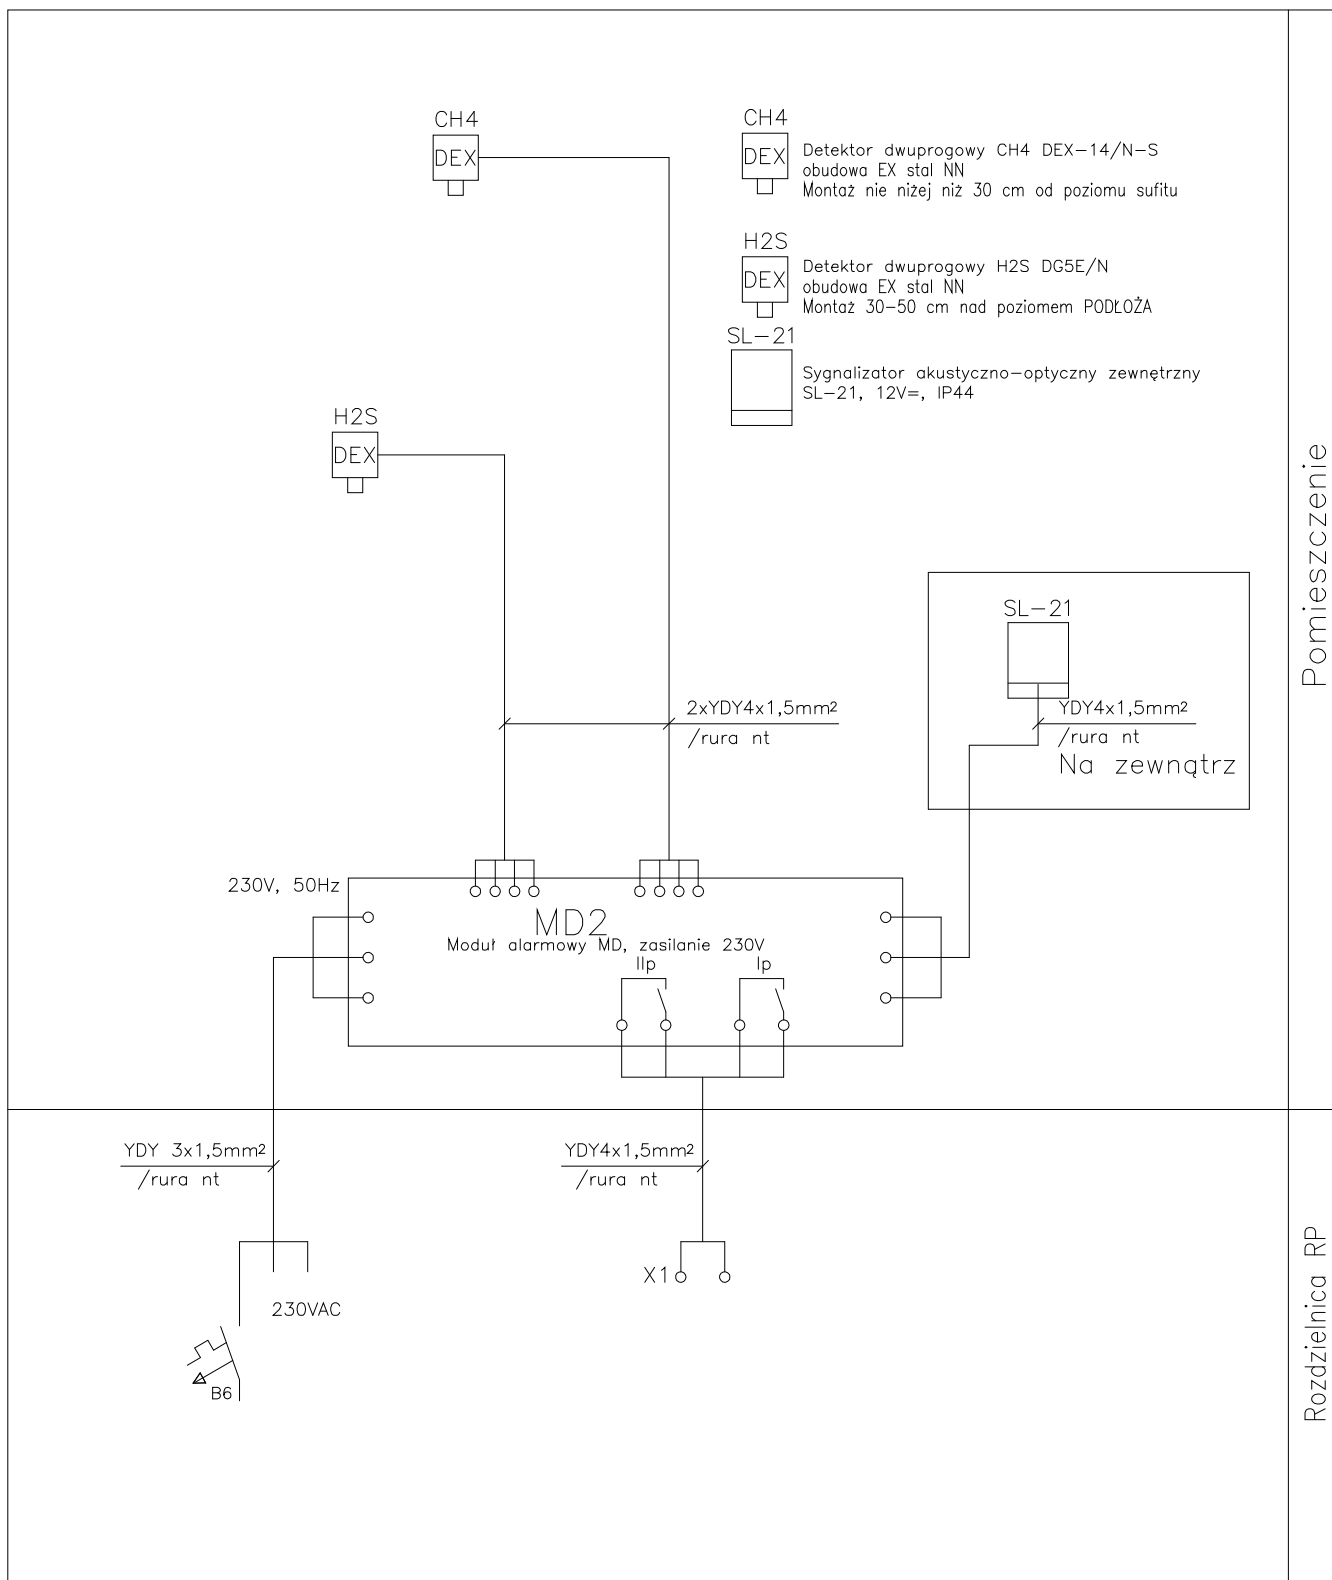 CH4
DEX
CH4
DEX
Detektor dwuprogowy CH4 DEX-14/N-S
obudowa EX stal NN
Montaż nie niżej niż 30 cm od poziomu sufitu
H2S
DEX
Detektor dwuprogowy H2S DG5E/N
obudowa EX stal NN
Montaż 30-50 cm nad poziomem PODŁOŻA
SL-21
Sygnalizator akustyczno-optyczny zewnętrzny
SL-21, 12V=, IP44
H2S
DEX
Pomieszczenie
SL-21
2xYDY4x1,5mm²
/rura nt
YDY4x1,5mm²
/rura nt
Na zewnątrz
230V, 50Hz
MD2
Moduł alarmowy MD, zasilanie 230V
IIp
Ip
YDY 3x1,5mm²
/rura nt
YDY4x1,5mm²
/rura nt
X1
230VAC
B6
Rozdzielnica RP